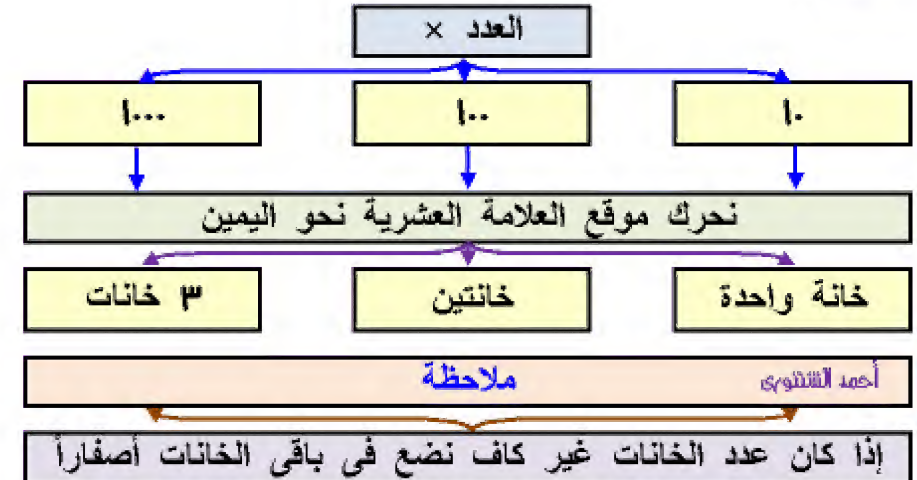 العدد ×
١٠ ١٠٠ ١٠٠٠
نحرك موقع العلامة العشرية نحو اليمين
خانة واحدة خانتين ٣ خانات
أحمد الشنتورى ملاحظة
إذا كان عدد الخانات غير كاف نضع فى باقى الخانات أصفاراً